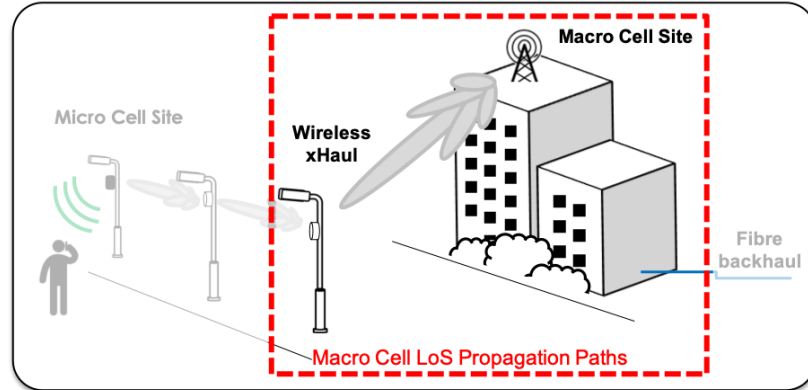 Macro Cell Site
Micro Cell Site
Wireless
xHaul
Fibre
backhaul
Macro Cell LoS Propagation Paths